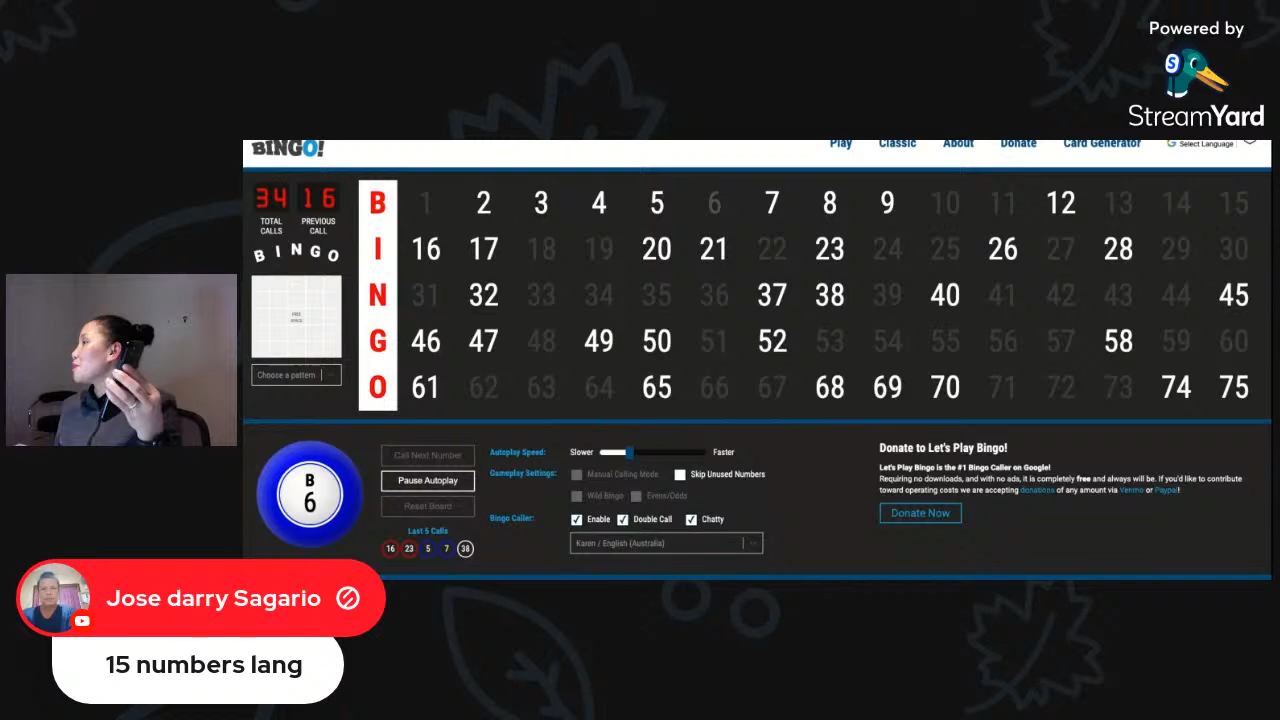 Powered by
StreamYard
BINGO!
Play Classic About Donate Card Generator Select Language
34 16
TOTAL CALLS PREVIOUS CALL
BINGO
FREE SPACE
Choose a pattern
B 1 2 3 4 5 6 7 8 9 10 11 12 13 14 15
I 16 17 18 19 20 21 22 23 24 25 26 27 28 29 30
N 31 32 33 34 35 36 37 38 39 40 41 42 43 44 45
G 46 47 48 49 50 51 52 53 54 55 56 57 58 59 60
O 61 62 63 64 65 66 67 68 69 70 71 72 73 74 75
B
6
Call Next Number
Pause Autoplay
Reset Board
Last 5 Calls
16 23 5 7 38
Autoplay Speed: Slower Faster
Gameplay Settings: Manual Calling Mode Skip Unused Numbers
Wild Bingo Evens/Odds
Bingo Caller: Enable Double Call Chatty
Karen / English (Australia)
Donate to Let's Play Bingo!
Let's Play Bingo is the #1 Bingo Caller on Google!
Requiring no downloads, and with no ads, it is completely free and always will be. If you'd like to contribute
toward operating costs we are accepting donations of any amount via Venmo or Paypal!
Donate Now
Jose darry Sagario
15 numbers lang